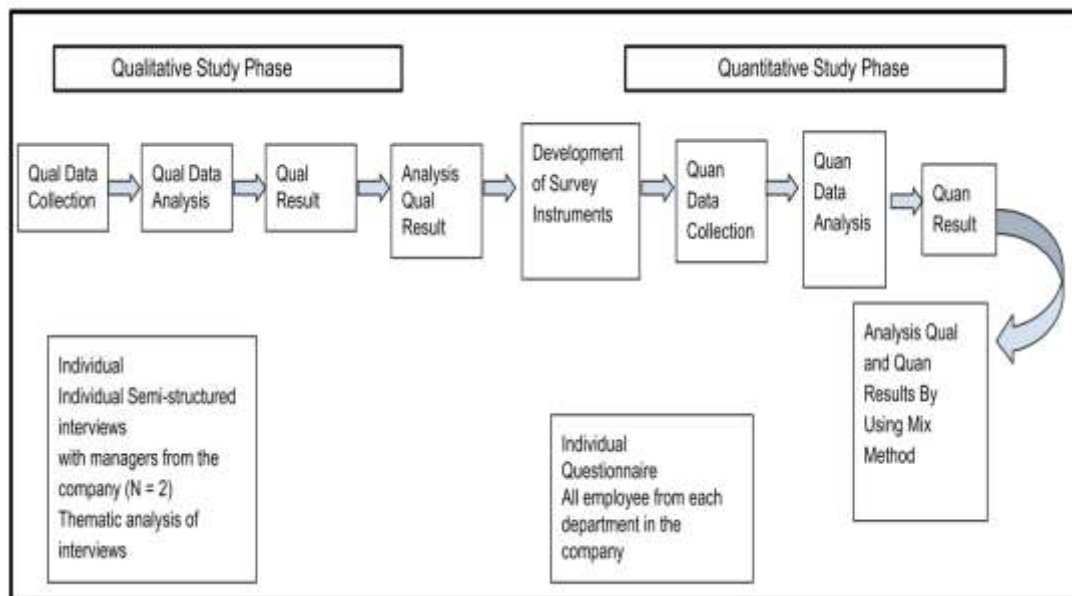 Qualitative Study Phase
Quantitative Study Phase
Qual Data
Collection
Qual Data
Analysis
Qual
Result
Analysis
Qual
Result
Development
of Survey
Instruments
Quan
Data
Collection
Quan
Data
Analysis
Quan
Result
Individual
Individual Semi-structured
interviews
with managers from the
company (N = 2)
Thematic analysis of
interviews
Individual
Questionnaire
All employee from each
department in the
company
Analysis Qual
and Quan
Results By
Using Mix
Method